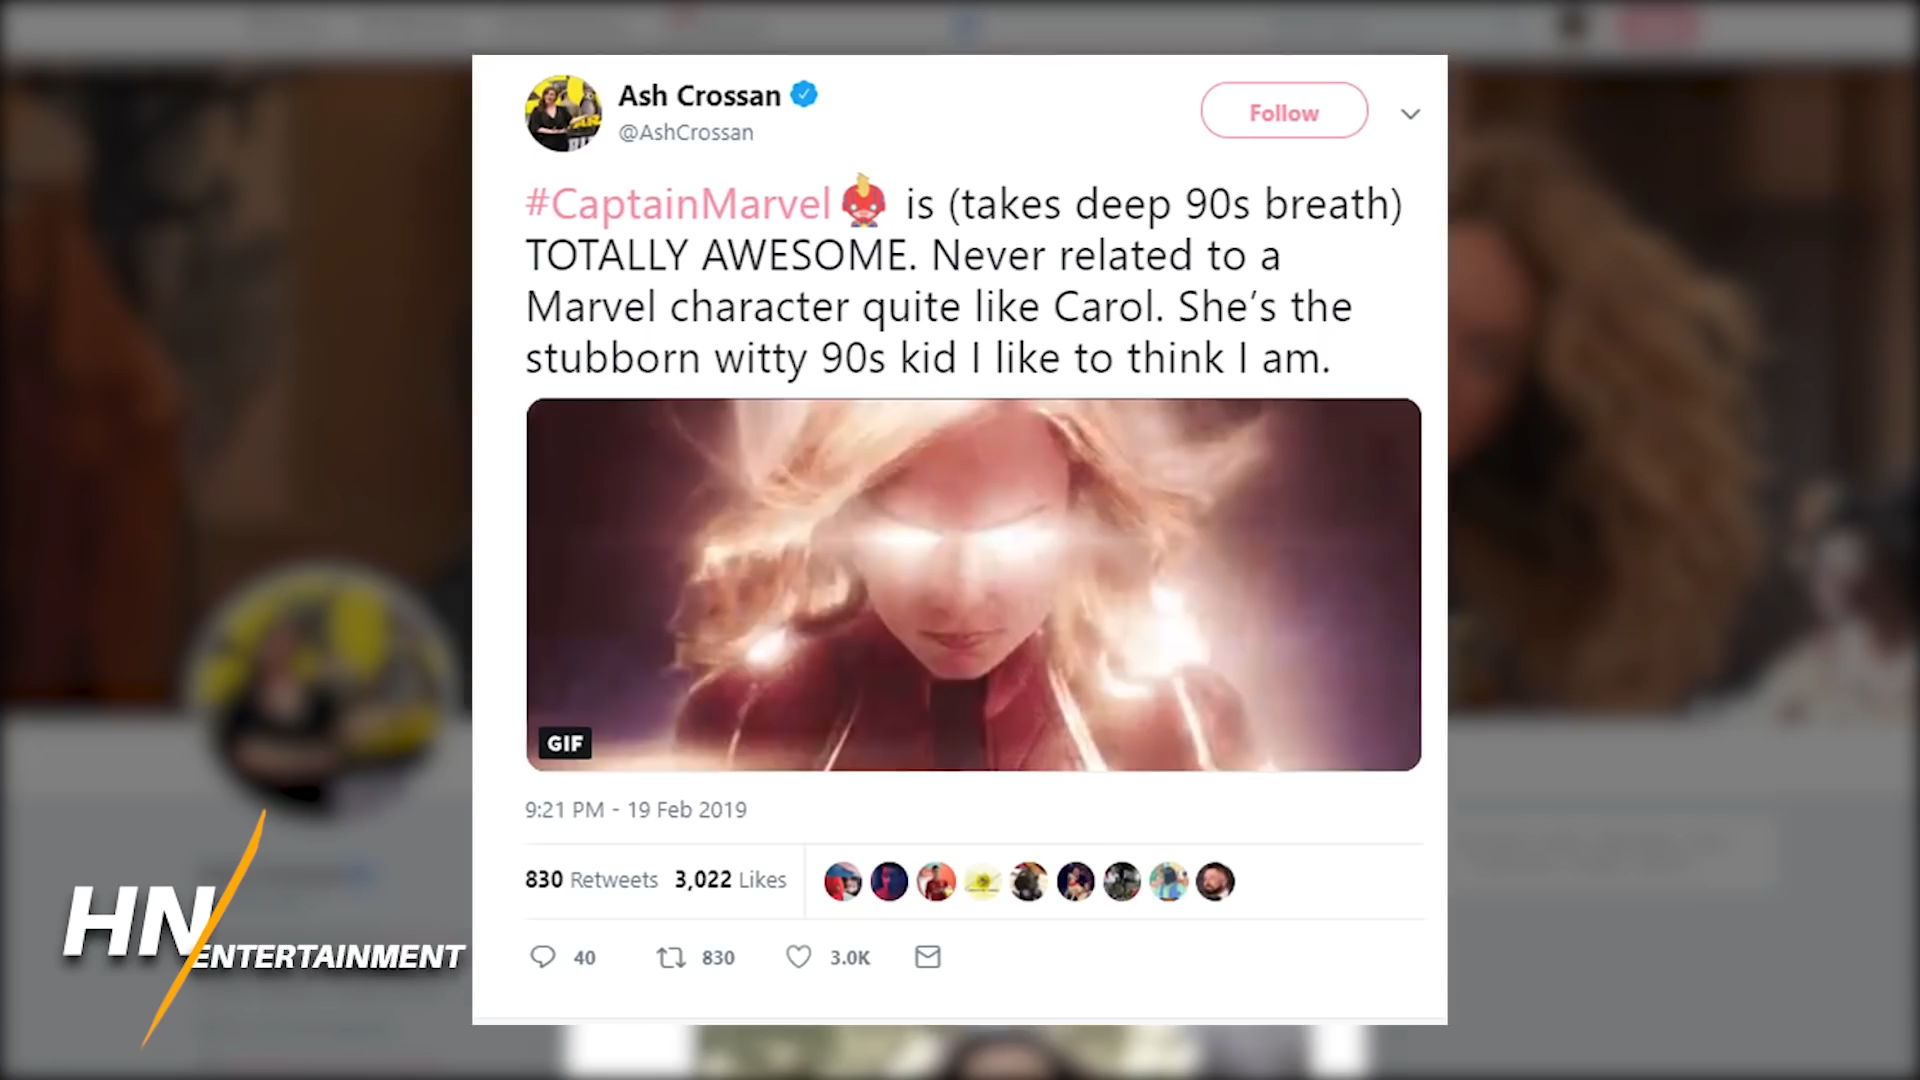 Ash Crossan
@AshCrossan
Follow
#CaptainMarvel is (takes deep 90s breath)
TOTALLY AWESOME. Never related to a
Marvel character quite like Carol. She’s the
stubborn witty 90s kid I like to think I am.
GIF
9:21 PM - 19 Feb 2019
830 Retweets 3,022 Likes
40 830 3.0K
HN
ENTERTAINMENT